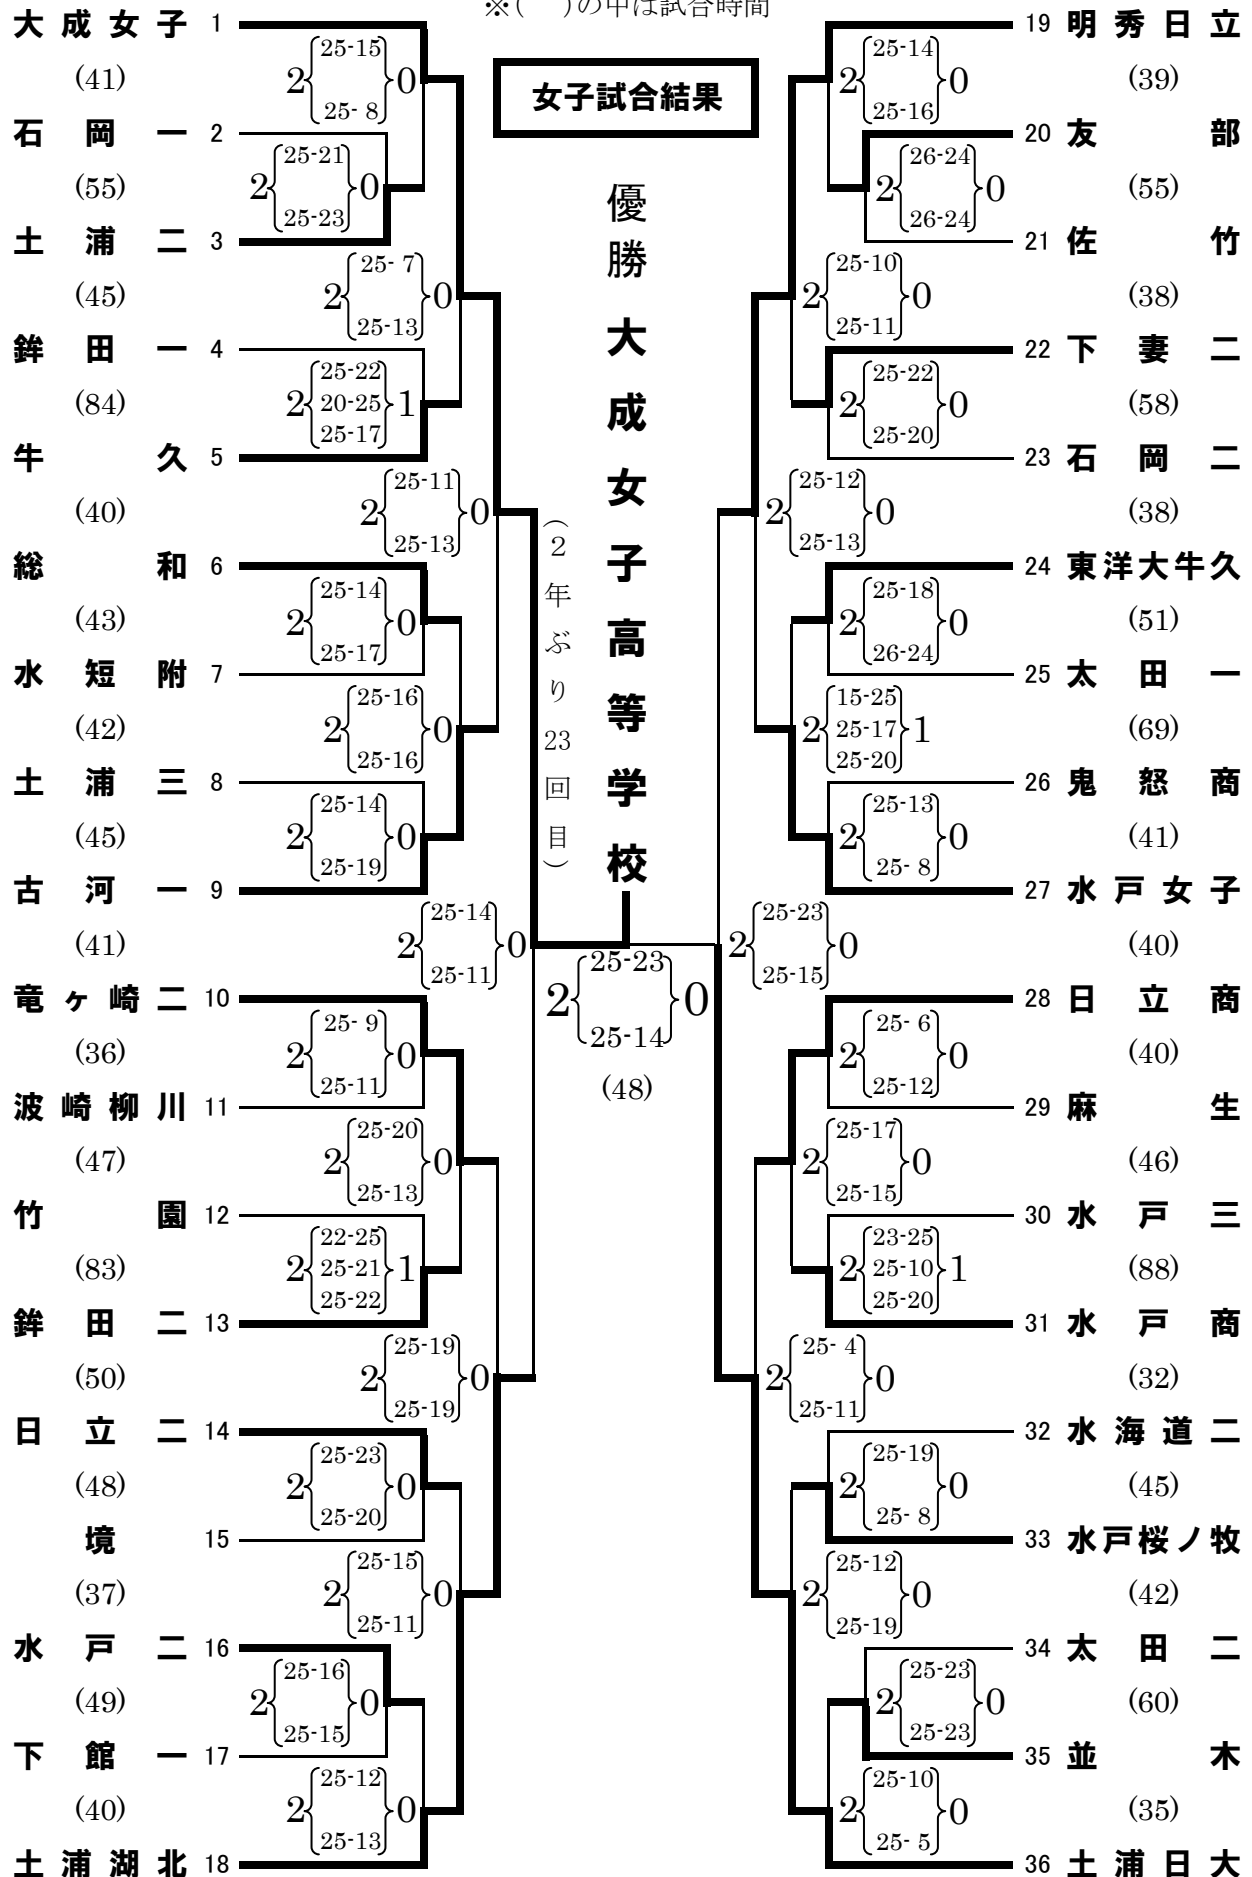 ※(　)の中は試合時間
女子試合結果
優勝 大成女子高等学校
(2年ぶり23回目)
大成女子 1
2 25-15 25- 8 0
(41)
石岡一 2
2 25-21 25-23 0
(55)
土浦二 3
2 25- 7 25-13 0
(45)
鉾田一 4
2 25-22 20-25 25-17 1
(84)
牛久 5
2 25-11 25-13 0
(40)
総和 6
2 25-14 25-17 0
(43)
水短附 7
2 25-16 25-16 0
(42)
土浦三 8
2 25-14 25-19 0
(45)
古河一 9
2 25-14 25-11 0
(41)
竜ヶ崎二 10
2 25- 9 25-11 0
(36)
波崎柳川 11
2 25-20 25-13 0
(47)
竹園 12
2 22-25 25-21 25-22 1
(83)
鉾田二 13
2 25-19 25-19 0
(50)
日立二 14
2 25-23 25-20 0
(48)
境 15
2 25-15 25-11 0
(37)
水戸二 16
2 25-16 25-15 0
(49)
下館一 17
2 25-12 25-13 0
(40)
土浦湖北 18
2 25-23 25-14 0
(48)
19 明秀日立
2 25-14 25-16 0
(39)
20 友部
2 26-24 26-24 0
(55)
21 佐竹
2 25-10 25-11 0
(38)
22 下妻二
2 25-22 25-20 0
(58)
23 石岡二
2 25-12 25-13 0
(38)
24 東洋大牛久
2 25-18 26-24 0
(51)
25 太田一
2 15-25 25-17 25-20 1
(69)
26 鬼怒商
2 25-13 25- 8 0
(41)
27 水戸女子
2 25-23 25-15 0
(40)
28 日立商
2 25- 6 25-12 0
(40)
29 麻生
2 25-17 25-15 0
(46)
30 水戸三
2 23-25 25-10 25-20 1
(88)
31 水戸商
2 25- 4 25-11 0
(32)
32 水海道二
2 25-19 25- 8 0
(45)
33 水戸桜ノ牧
2 25-12 25-19 0
(42)
34 太田二
2 25-23 25-23 0
(60)
35 並木
2 25-10 25- 5 0
(35)
36 土浦日大